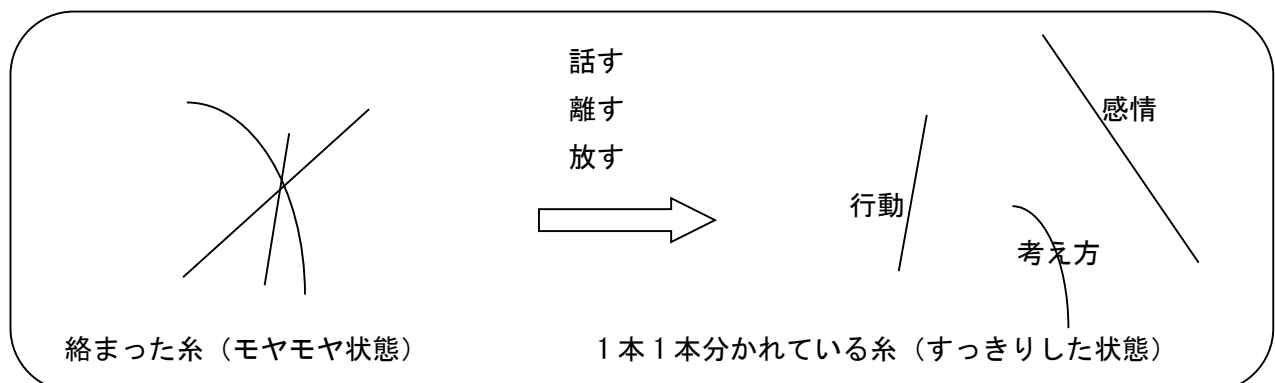 話す
離す
放す
感情
行動
考え方
絡まった糸（モヤモヤ状態）
１本１本分かれている糸（すっきりした状態）